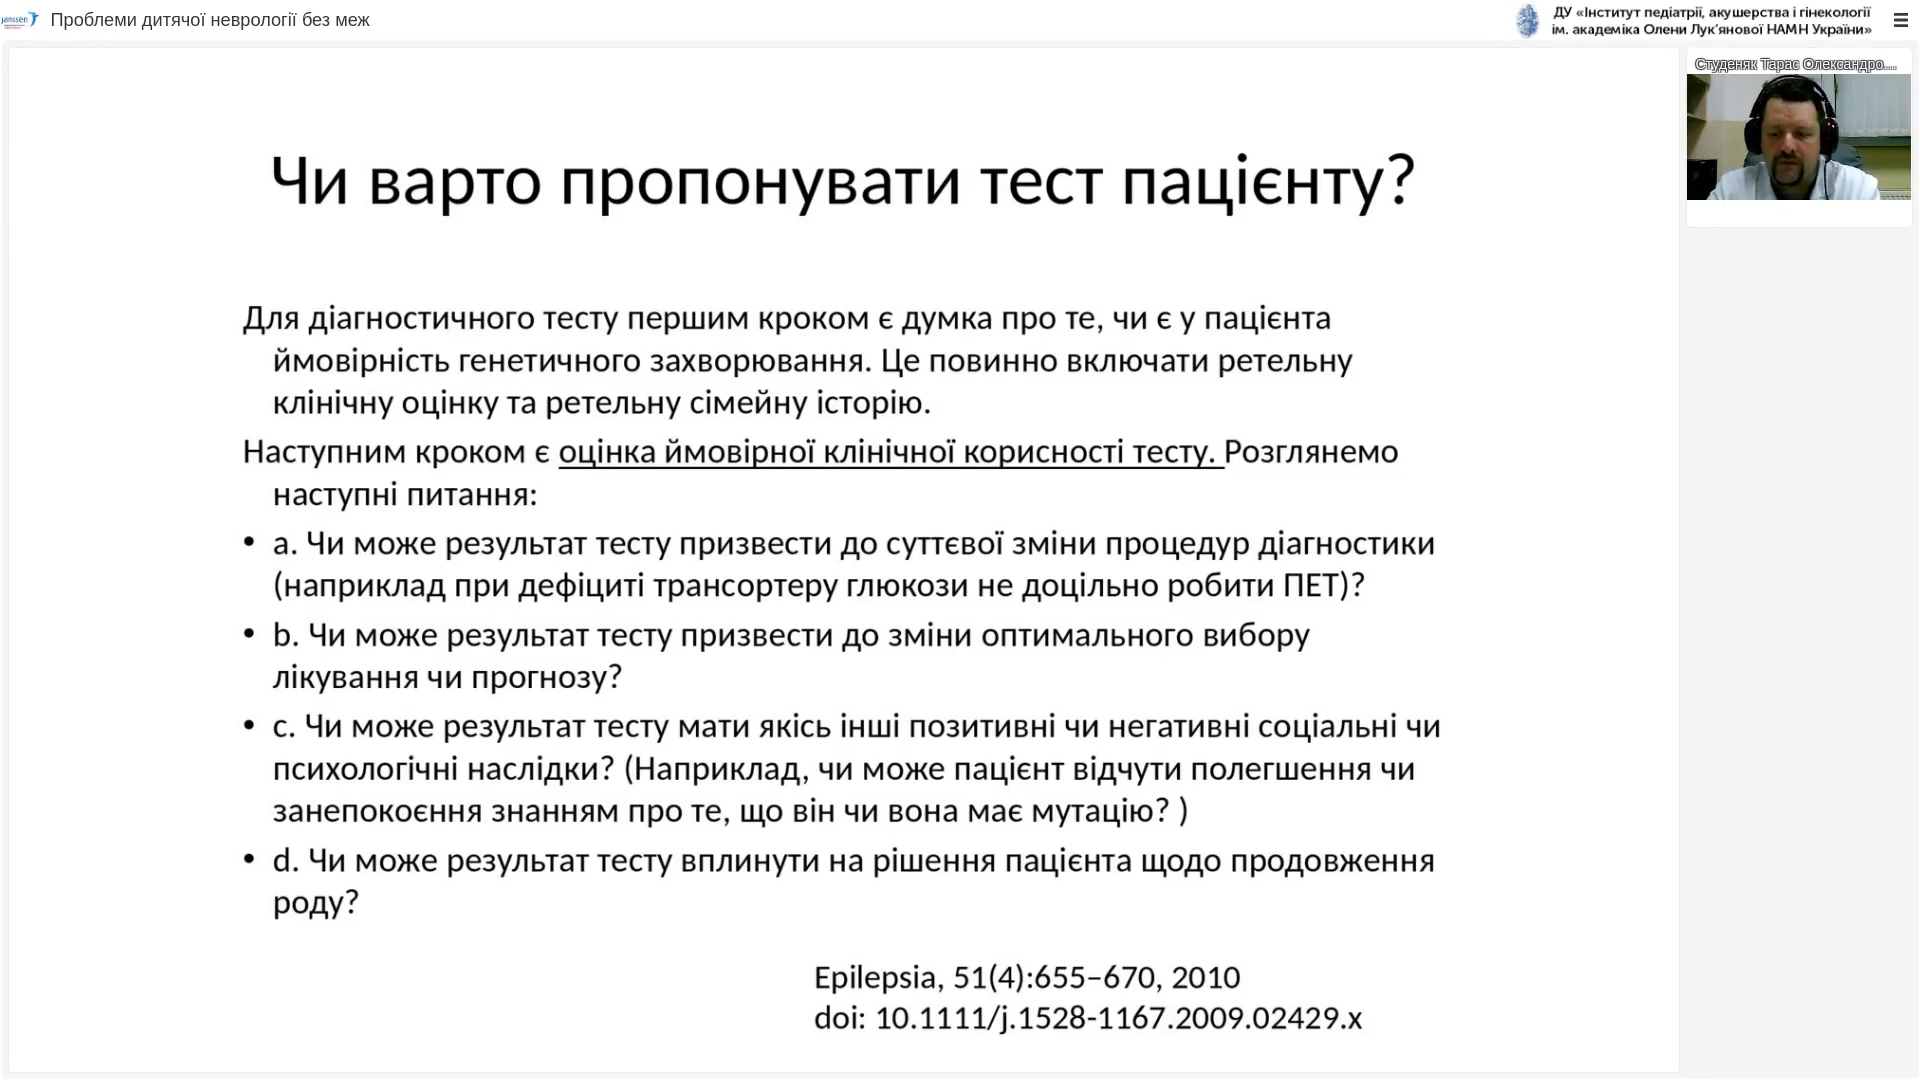 janssen
Проблеми дитячої неврології без меж
ДУ «Інститут педіатрії, акушерства і гінекології
ім. академіка Олени Лук’янової НАМН України»
Студеняк Тарас Олександро...
Чи варто пропонувати тест пацієнту?
Для діагностичного тесту першим кроком є думка про те, чи є у пацієнта
ймовірність генетичного захворювання. Це повинно включати ретельну
клінічну оцінку та ретельну сімейну історію.
Наступним кроком є оцінка ймовірної клінічної корисності тесту. Розглянемо
наступні питання:
• a. Чи може результат тесту призвести до суттєвої зміни процедур діагностики
(наприклад при дефіциті трансортеру глюкози не доцільно робити ПЕТ)?
• b. Чи може результат тесту призвести до зміни оптимального вибору
лікування чи прогнозу?
• c. Чи може результат тесту мати якісь інші позитивні чи негативні соціальні чи
психологічні наслідки? (Наприклад, чи може пацієнт відчути полегшення чи
занепокоєння знанням про те, що він чи вона має мутацію? )
• d. Чи може результат тесту вплинути на рішення пацієнта щодо продовження
роду?
Epilepsia, 51(4):655–670, 2010
doi: 10.1111/j.1528-1167.2009.02429.x